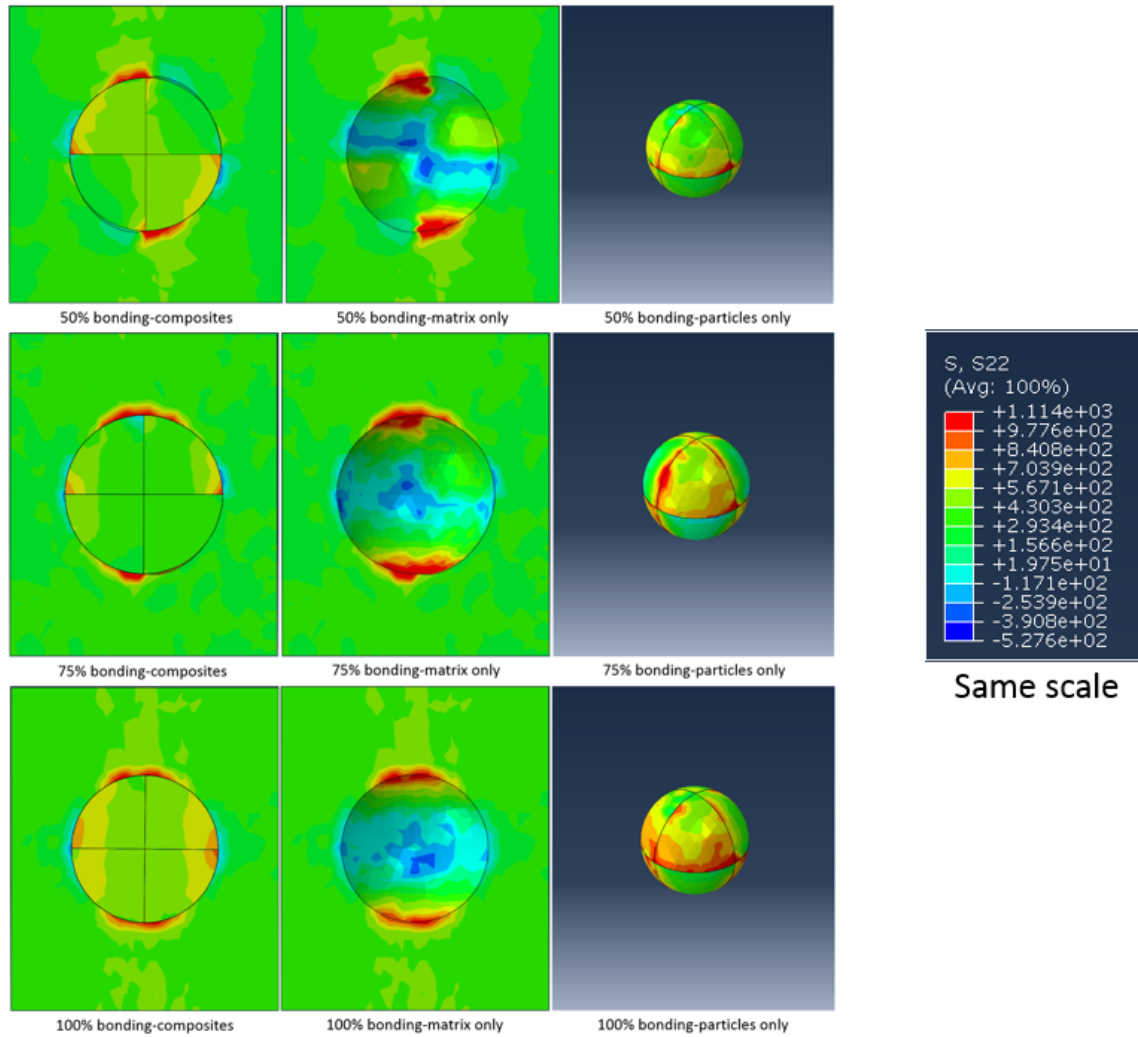 50% bonding-composites
50% bonding-matrix only
50% bonding-particles only
75% bonding-composites
75% bonding-matrix only
75% bonding-particles only
100% bonding-composites
100% bonding-matrix only
100% bonding-particles only
S, S22
(Avg: 100%)
+1.114e+03
+9.776e+02
+8.408e+02
+7.039e+02
+5.671e+02
+4.303e+02
+2.934e+02
+1.566e+02
+1.975e+01
-1.171e+02
-2.539e+02
-3.908e+02
-5.276e+02
Same scale